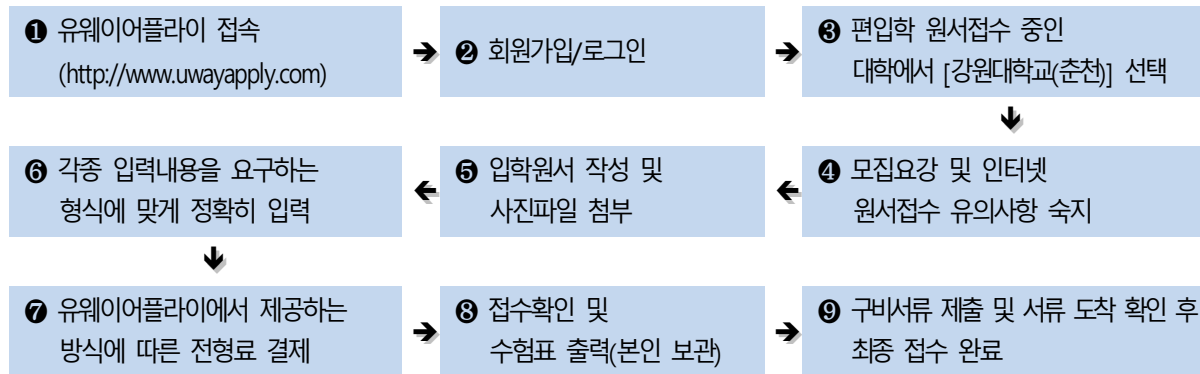 ❶ 유웨이어플라이 접속
(http://www.uwayapply.com)
➔
❷ 회원가입/로그인
➔
❸ 편입학 원서접수 중인
대학에서 [강원대학교(춘천)] 선택
🡻
❹ 모집요강 및 인터넷
원서접수 유의사항 숙지
🡸
❺ 입학원서 작성 및
사진파일 첨부
🡸
❻ 각종 입력내용을 요구하는
형식에 맞게 정확히 입력
🡻
❼ 유웨이어플라이에서 제공하는
방식에 따른 전형료 결제
➔
❽ 접수확인 및
수험표 출력(본인 보관)
➔
❾ 구비서류 제출 및 서류 도착 확인 후
최종 접수 완료